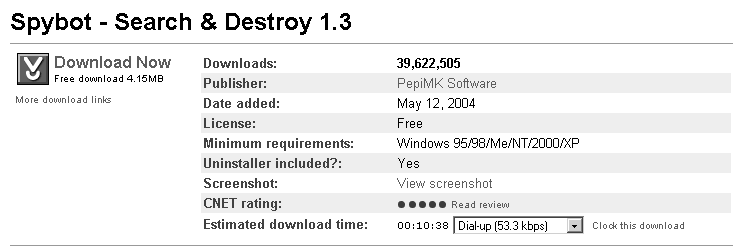 Spybot - Search & Destroy 1.3
Download Now
Free download 4.15MB
More download links
Downloads: 39,622,505
Publisher: PepiMK Software
Date added: May 12, 2004
License: Free
Minimum requirements: Windows 95/98/Me/NT/2000/XP
Uninstaller included?: Yes
Screenshot: View screenshot
CNET rating: Read review
Estimated download time: 00:10:38 Dial-up (53.3 kbps) Clock this download